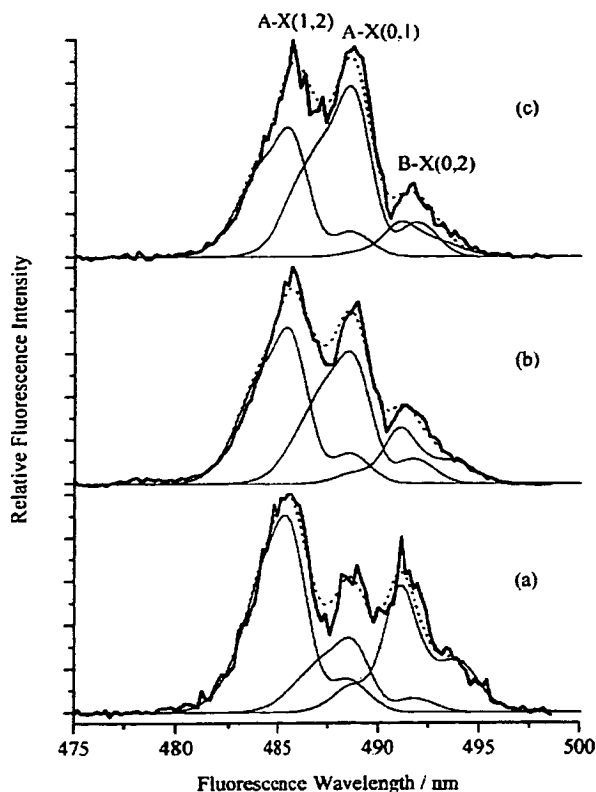 A-X(1,2)
A-X(0,1)
(c)
B-X(0,2)
(b)
(a)
Relative Fluorescence Intensity
475 480 485 490 495 500
Fluorescence Wavelength / nm